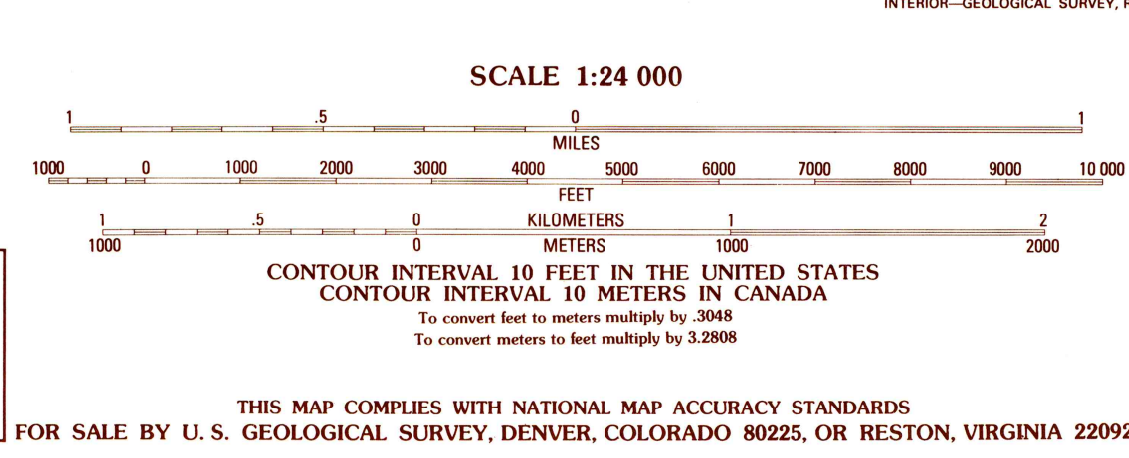 INTERIOR—GEOLOGICAL SURVEY,
SCALE 1:24 000
1 .5 0 1
MILES
1000 0 1000 2000 3000 4000 5000 6000 7000 8000 9000 10 000
FEET
1 .5 0 KILOMETERS 1 2
1000 0 METERS 1000 2000
CONTOUR INTERVAL 10 FEET IN THE UNITED STATES
CONTOUR INTERVAL 10 METERS IN CANADA
To convert feet to meters multiply by .3048
To convert meters to feet multiply by 3.2808
THIS MAP COMPLIES WITH NATIONAL MAP ACCURACY STANDARDS
FOR SALE BY U. S. GEOLOGICAL SURVEY, DENVER, COLORADO 80225, OR RESTON, VIRGINIA 22092